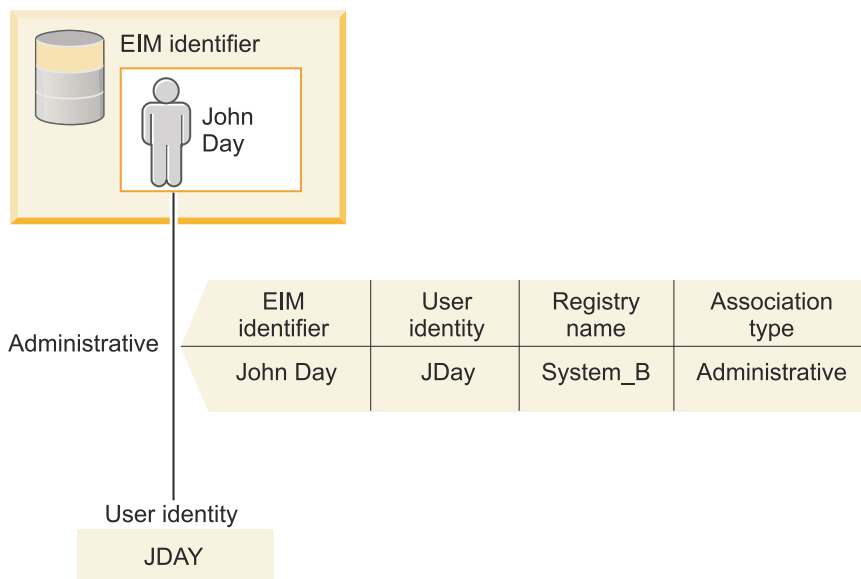 EIM identifier
John
Day
Administrative
EIM identifier
User identity
Registry name
Association type
John Day
JDay
System_B
Administrative
User identity
JDAY